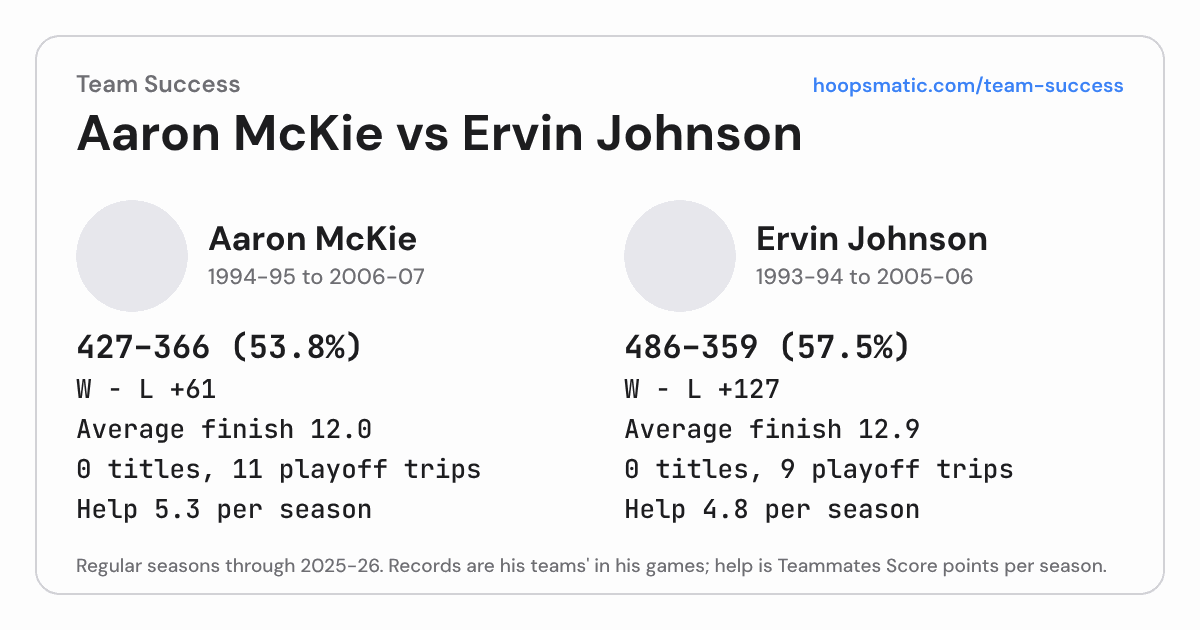 Team Success
hoopsmatic.com/team-success
Aaron McKie vs Ervin Johnson
Aaron McKie
1994-95 to 2006-07
427-366 (53.8%)
W - L +61
Average finish 12.0
0 titles, 11 playoff trips
Help 5.3 per season
Ervin Johnson
1993-94 to 2005-06
486-359 (57.5%)
W - L +127
Average finish 12.9
0 titles, 9 playoff trips
Help 4.8 per season
Regular seasons through 2025-26. Records are his teams' in his games; help is Teammates Score points per season.